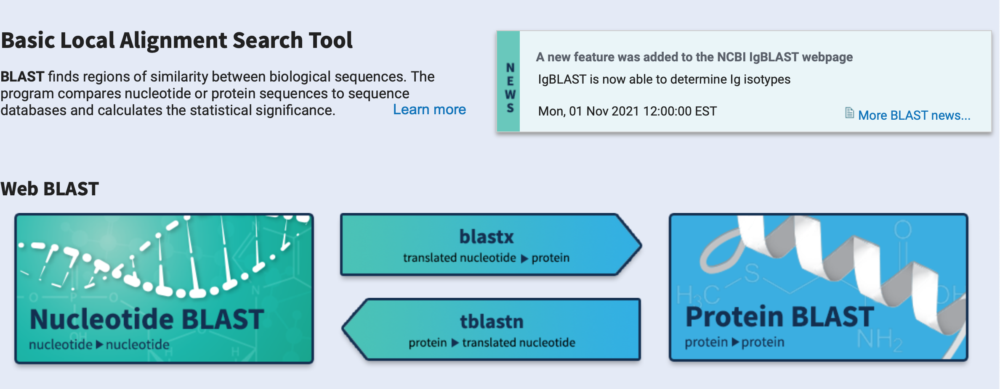 Basic Local Alignment Search Tool
BLAST finds regions of similarity between biological sequences. The
program compares nucleotide or protein sequences to sequence
databases and calculates the statistical significance.
Learn more
NEWS
A new feature was added to the NCBI IgBLAST webpage
IgBLAST is now able to determine Ig isotypes
Mon, 01 Nov 2021 12:00:00 EST
More BLAST news...
Web BLAST
N
N
O
P
O
OH
O
H
H
Nucleotide BLAST
nucleotide ▶ nucleotide
blastx
translated nucleotide ▶ protein
tblastn
protein ▶ translated nucleotide
O
S
H₃C
OH
NH₂
Protein BLAST
protein ▶ protein